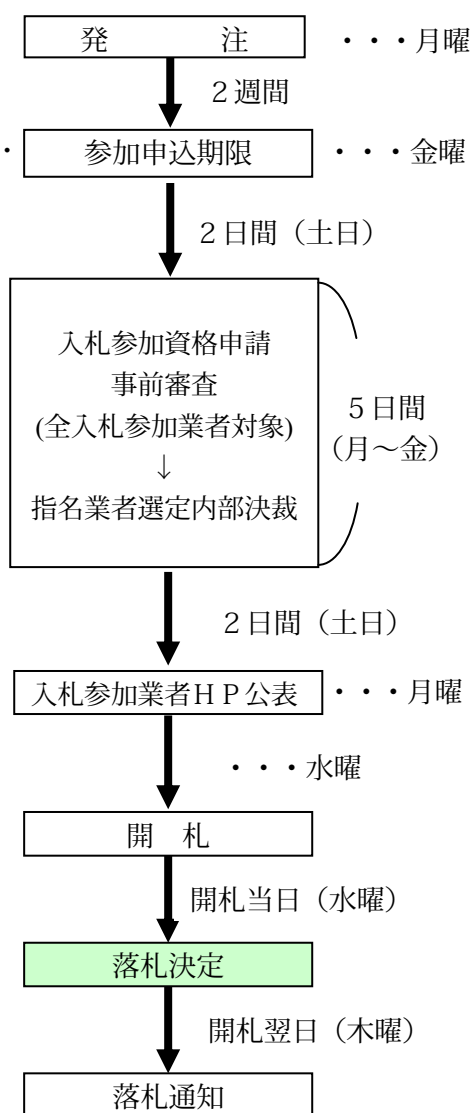 発　　　注　・・・月曜
２週間
・ 参加申込期限　・・・金曜
２日間（土日）
入札参加資格申請
事前審査
(全入札参加業者対象)
↓
指名業者選定内部決裁
５日間
（月～金）
２日間（土日）
入札参加業者ＨＰ公表　・・・月曜
・・・水曜
開　札
開札当日（水曜）
落札決定
開札翌日（木曜）
落札通知